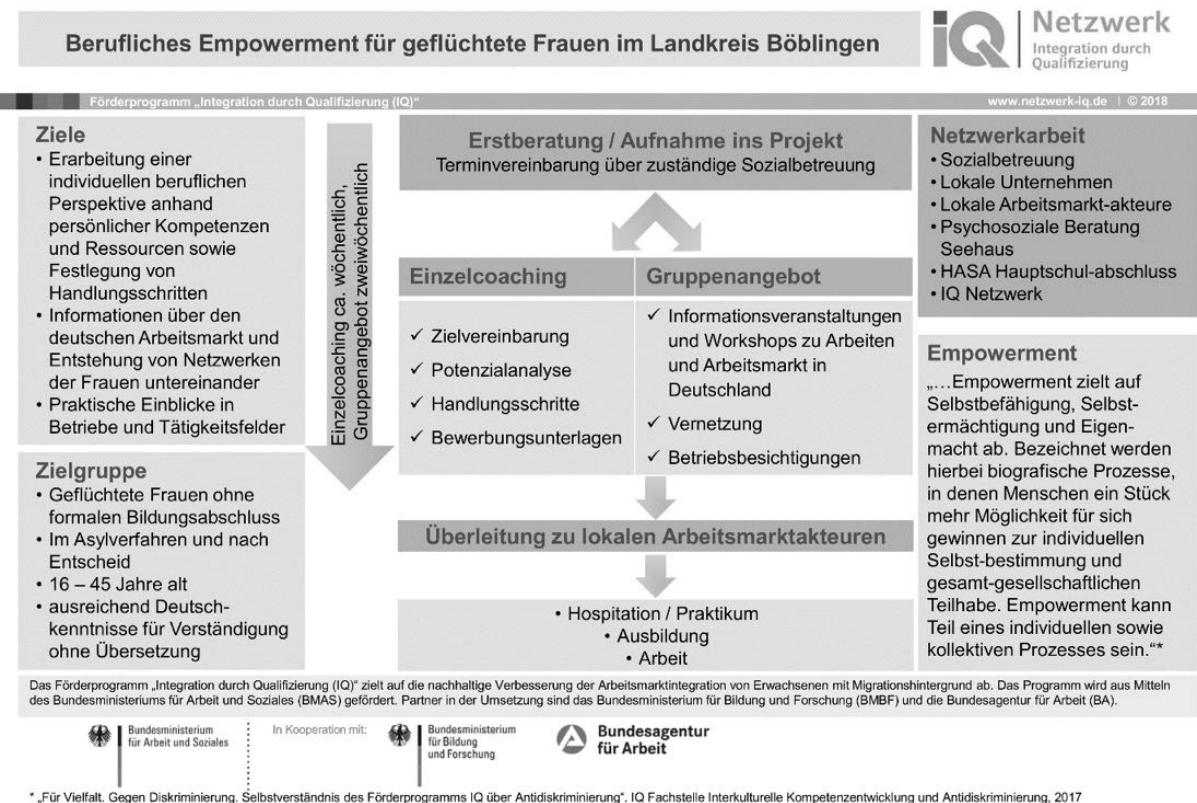 Berufliches Empowerment für geflüchtete Frauen im Landkreis Böblingen
iQ
Netzwerk
Integration durch
Qualifizierung
Förderprogramm „Integration durch Qualifizierung (IQ)“
www.netzwerk-iq.de I © 2018
Ziele
• Erarbeitung einer
individuellen beruflichen
Perspektive anhand
persönlicher Kompetenzen
und Ressourcen sowie
Festlegung von
Handlungsschritten
• Informationen über den
deutschen Arbeitsmarkt und
Entstehung von Netzwerken
der Frauen untereinander
• Praktische Einblicke in
Betriebe und Tätigkeitsfelder
Zielgruppe
• Geflüchtete Frauen ohne
formalen Bildungsabschluss
• Im Asylverfahren und nach
Entscheid
• 16 – 45 Jahre alt
• ausreichend Deutsch-
kenntnisse für Verständigung
ohne Übersetzung
Einzelcoaching ca. wöchentlich,
Gruppenangebot zweiwöchentlich
Erstberatung / Aufnahme ins Projekt
Terminvereinbarung über zuständige Sozialbetreuung
Einzelcoaching
✓ Zielvereinbarung
✓ Potenzialanalyse
✓ Handlungsschritte
✓ Bewerbungsunterlagen
Gruppenangebot
✓ Informationsveranstaltungen
und Workshops zu Arbeiten
und Arbeitsmarkt in
Deutschland
✓ Vernetzung
✓ Betriebsbesichtigungen
Überleitung zu lokalen Arbeitsmarktakteuren
• Hospitation / Praktikum
• Ausbildung
• Arbeit
Netzwerkarbeit
• Sozialbetreuung
• Lokale Unternehmen
• Lokale Arbeitsmarkt-akteure
• Psychosoziale Beratung
Seehaus
• HASA Hauptschul-abschluss
• IQ Netzwerk
Empowerment
„…Empowerment zielt auf
Selbstbefähigung, Selbst-
ermächtigung und Eigen-
macht ab. Bezeichnet werden
hierbei biografische Prozesse,
in denen Menschen ein Stück
mehr Möglichkeit für sich
gewinnen zur individuellen
Selbst-bestimmung und
gesamt-gesellschaftlichen
Teilhabe. Empowerment kann
Teil eines individuellen sowie
kollektiven Prozesses sein.“*
Das Förderprogramm „Integration durch Qualifizierung (IQ)“ zielt auf die nachhaltige Verbesserung der Arbeitsmarktintegration von Erwachsenen mit Migrationshintergrund ab. Das Programm wird aus Mitteln
des Bundesministeriums für Arbeit und Soziales (BMAS) gefördert. Partner in der Umsetzung sind das Bundesministerium für Bildung und Forschung (BMBF) und die Bundesagentur für Arbeit (BA).
Bundesministerium
für Arbeit und Soziales
In Kooperation mit:
Bundesministerium
für Bildung
und Forschung
Bundesagentur
für Arbeit
* „Für Vielfalt. Gegen Diskriminierung. Selbstverständnis des Förderprogramms IQ über Antidiskriminierung“. IQ Fachstelle Interkulturelle Kompetenzentwicklung und Antidiskriminierung, 2017